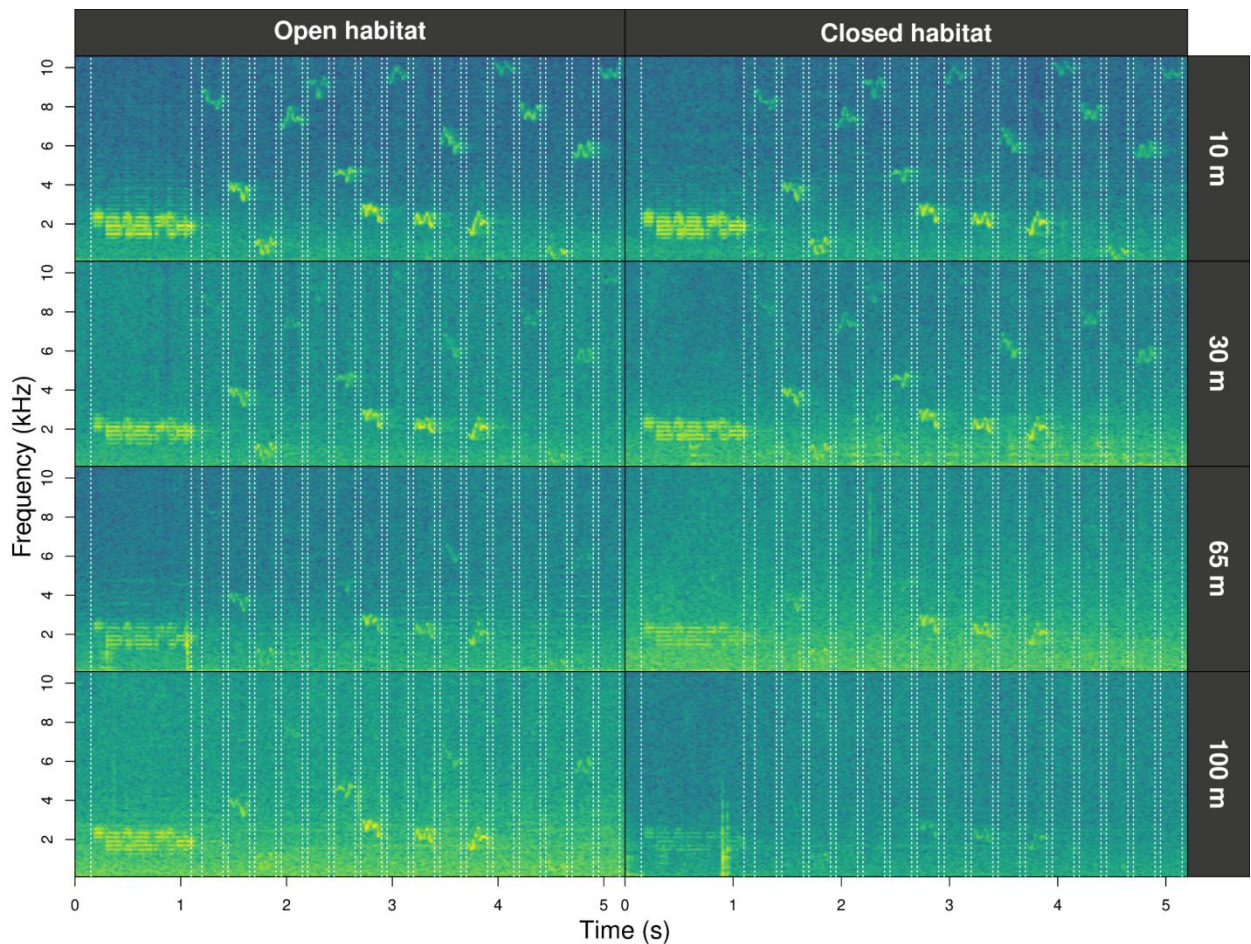 Open habitat Closed habitat
10 8 6 4 2 10 m
10 8 6 4 2 30 m
Frequency (kHz)
10 8 6 4 2 65 m
10 8 6 4 2 100 m
0 1 2 3 4 5 0 1 2 3 4 5
Time (s)